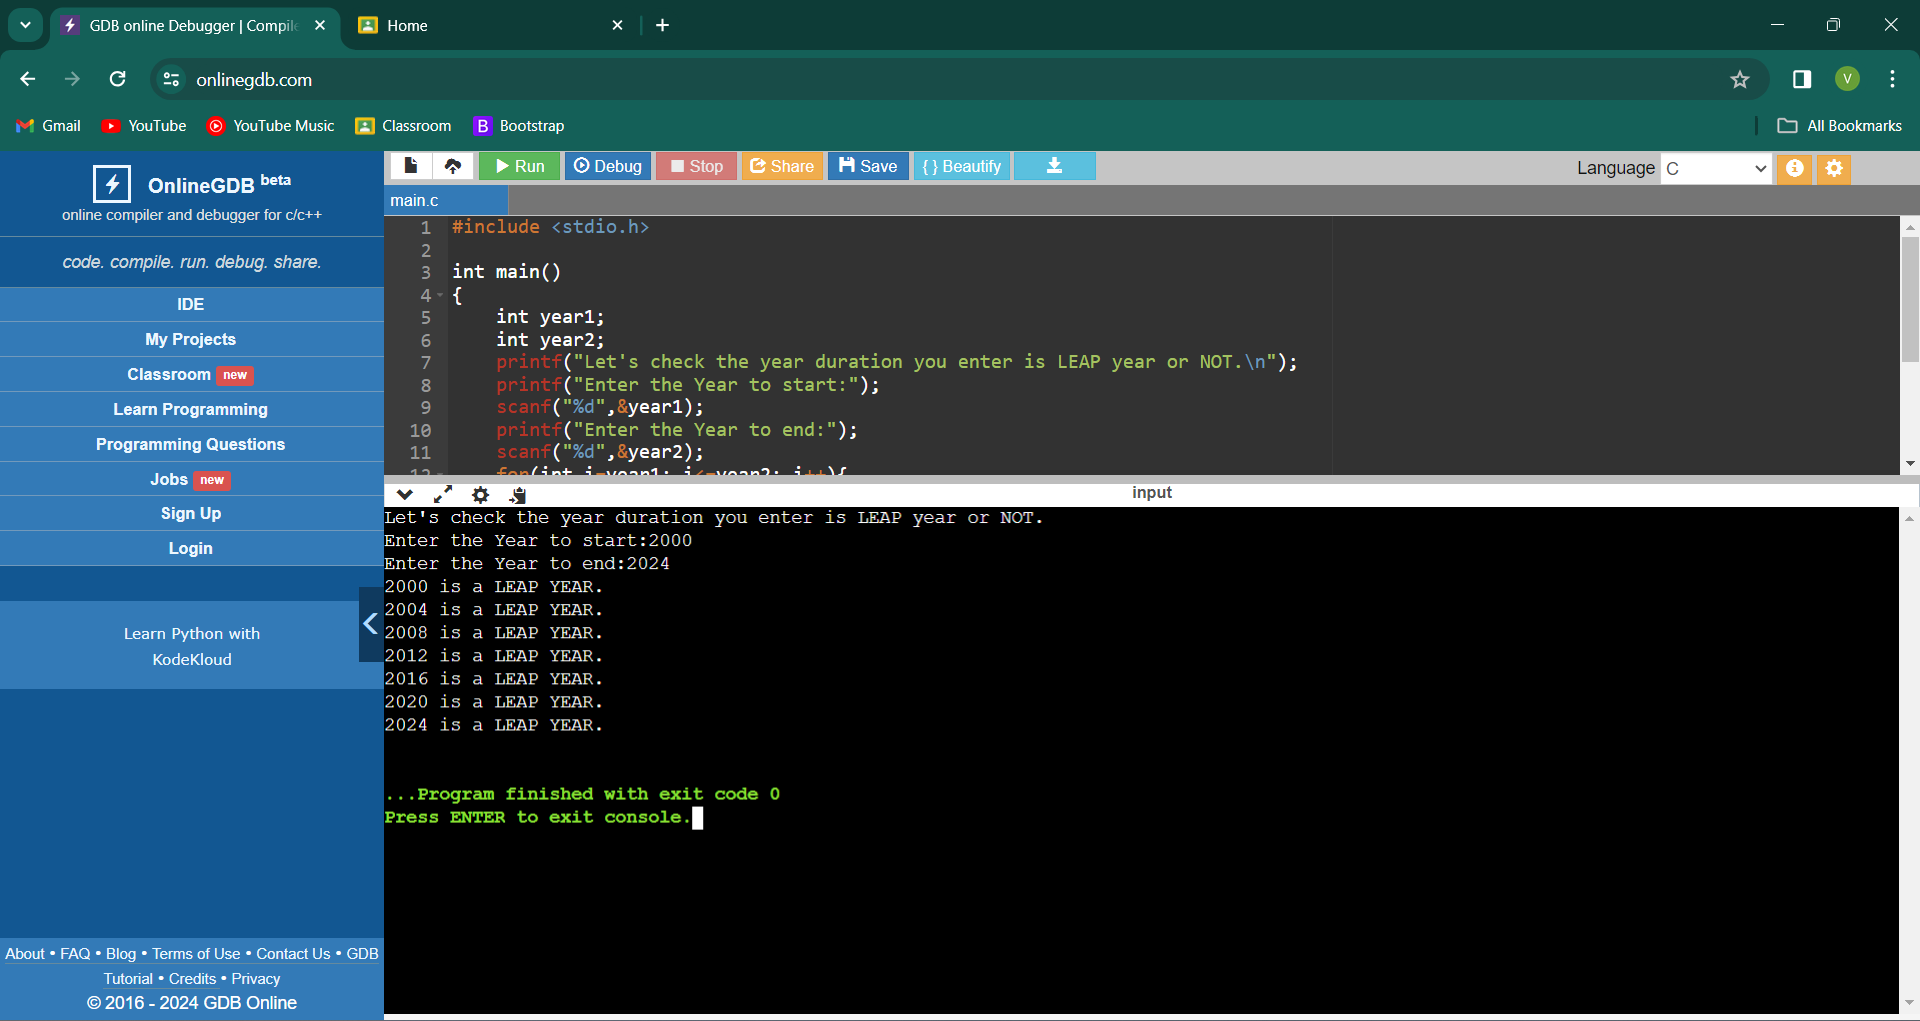 GDB online Debugger | Compile
Home
onlinegdb.com
V
Gmail
YouTube
YouTube Music
Classroom
B Bootstrap
All Bookmarks
OnlineGDB beta
online compiler and debugger for c/c++
code. compile. run. debug. share.
IDE
My Projects
Classroom new
Learn Programming
Programming Questions
Jobs new
Sign Up
Login
Learn Python with
KodeKloud
About • FAQ • Blog • Terms of Use • Contact Us • GDB
Tutorial • Credits • Privacy
© 2016 - 2024 GDB Online
Run Debug Stop Share Save { } Beautify
Language C
main.c
1 #include <stdio.h>
2
3 int main()
4 {
5 int year1;
6 int year2;
7 printf("Let's check the year duration you enter is LEAP year or NOT.\n");
8 printf("Enter the Year to start:");
9 scanf("%d",&year1);
10 printf("Enter the Year to end:");
11 scanf("%d",&year2);
12 for(int i=year1; i<=year2; i++){
input
Let's check the year duration you enter is LEAP year or NOT.
Enter the Year to start:2000
Enter the Year to end:2024
2000 is a LEAP YEAR.
2004 is a LEAP YEAR.
2008 is a LEAP YEAR.
2012 is a LEAP YEAR.
2016 is a LEAP YEAR.
2020 is a LEAP YEAR.
2024 is a LEAP YEAR.
...Program finished with exit code 0
Press ENTER to exit console.